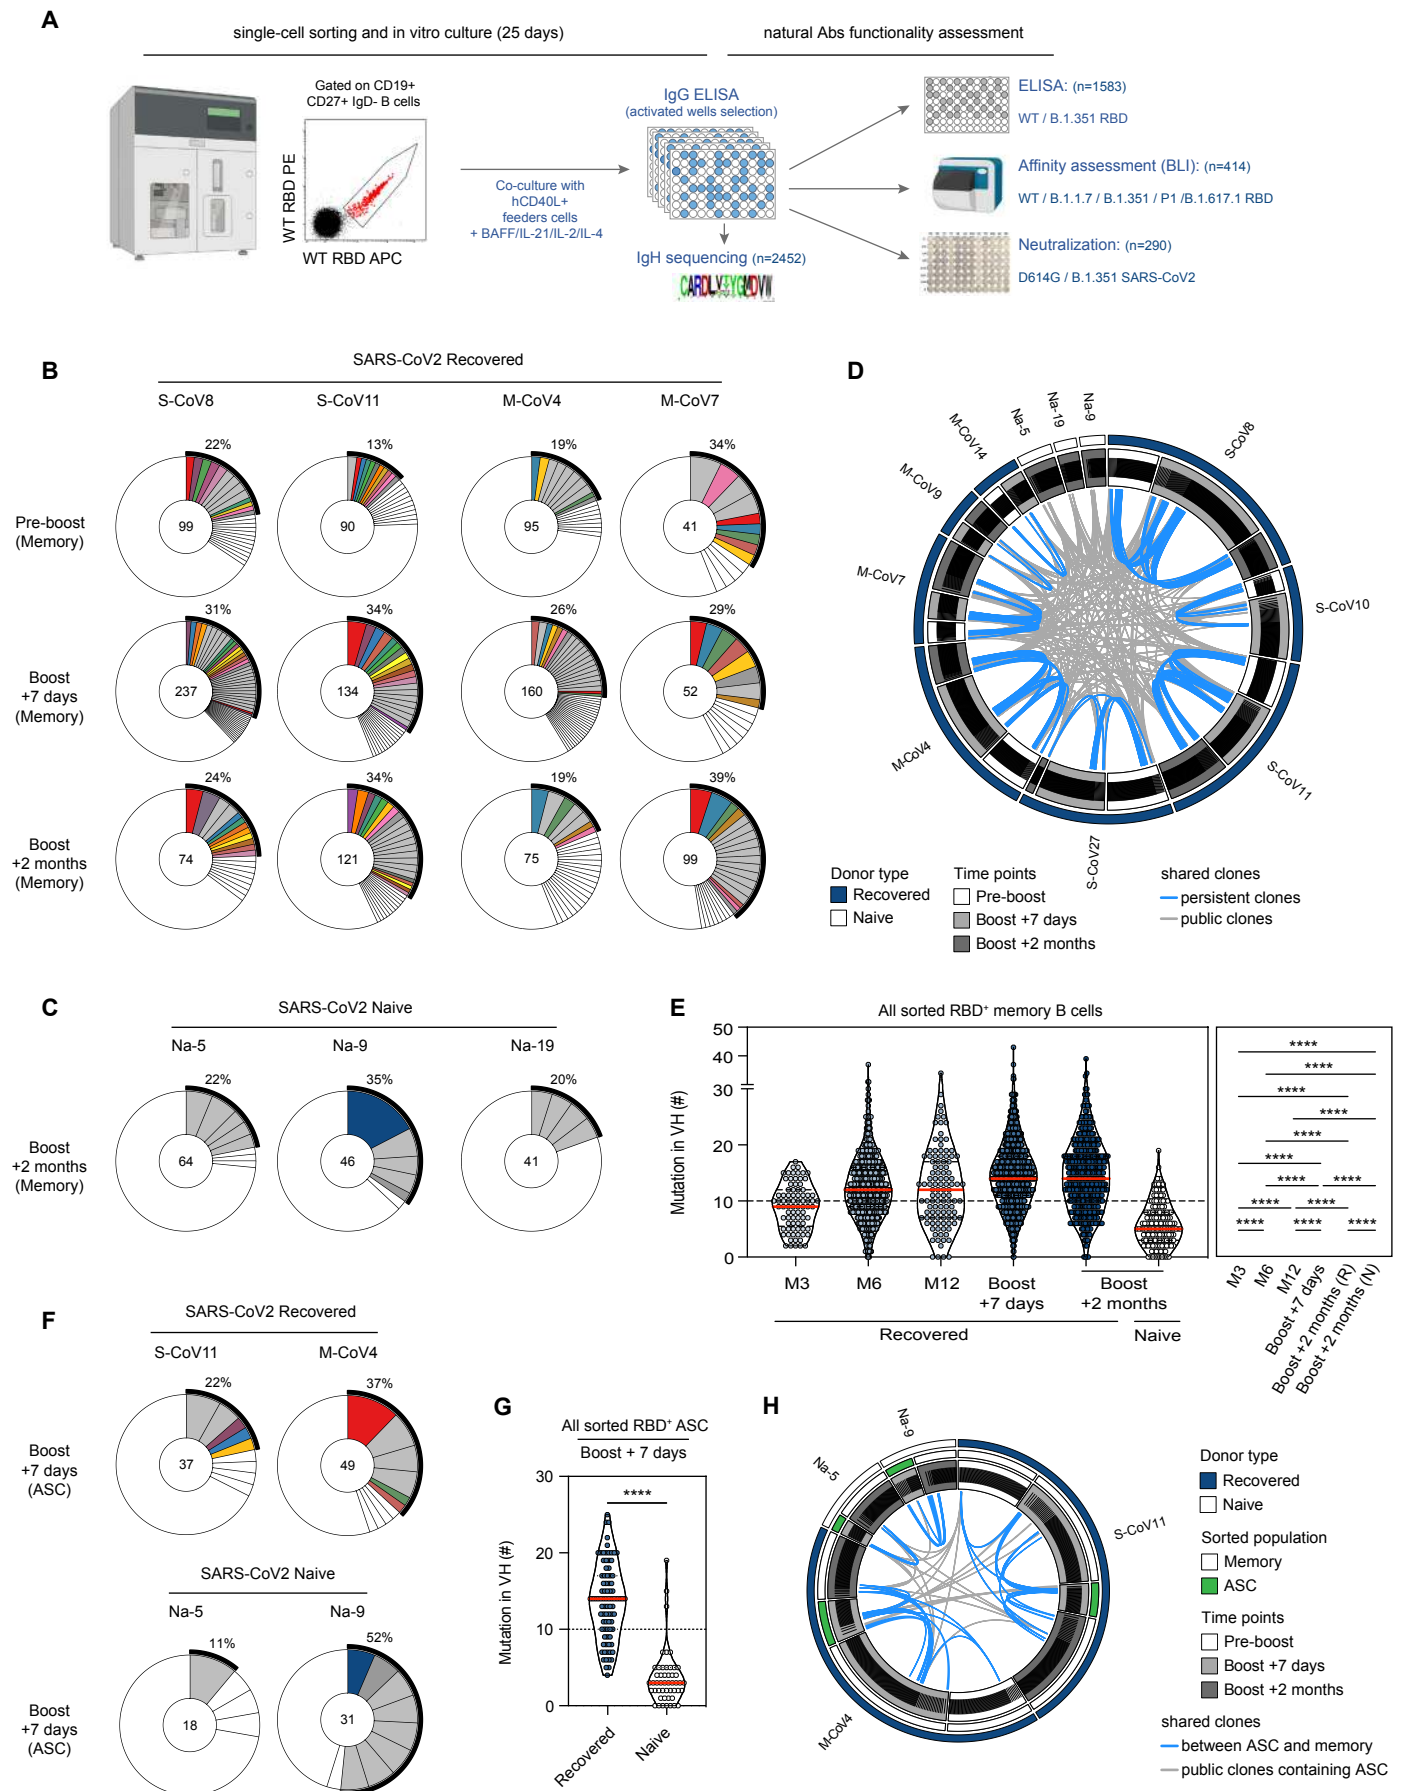 A
single-cell sorting and in vitro culture (25 days)
natural Abs functionality assessment
Gated on CD19+
CD27+ IgD- B cells
WT RBD PE
WT RBD APC
Co-culture with
hCD40L+
feeders cells
+ BAFF/IL-21/IL-2/IL-4
IgG ELISA
(activated wells selection)
IgH sequencing (n=2452)
ELISA: (n=1583)
WT / B.1.351 RBD
Affinity assessment (BLI): (n=414)
WT / B.1.1.7 / B.1.351 / P1 /B.1.617.1 RBD
Neutralization: (n=290)
D614G / B.1.351 SARS-CoV2
B
SARS-CoV2 Recovered
S-CoV8
S-CoV11
M-CoV4
M-CoV7
Pre-boost
(Memory)
22%
99
13%
90
19%
95
34%
41
Boost
+7 days
(Memory)
31%
237
34%
134
26%
160
29%
52
Boost
+2 months
(Memory)
24%
74
34%
121
19%
75
39%
99
C
SARS-CoV2 Naive
Na-5
Na-9
Na-19
Boost
+2 months
(Memory)
22%
64
35%
46
20%
41
D
M-CoV14
Na-5
Na-19
Na-9
S-CoV8
M-CoV9
M-CoV7
S-CoV10
M-CoV4
S-CoV11
S-CoV27
Donor type
Recovered
Naive
Time points
Pre-boost
Boost +7 days
Boost +2 months
shared clones
persistent clones
public clones
E
All sorted RBD+ memory B cells
Mutation in VH (#)
50
40
30
20
10
0
M3
M6
M12
Boost
+7 days
Boost
+2 months
Recovered
Naive
****
****
****
****
****
****
**** ****
**** ****
**** **** ****
M3
M6
M12
Boost +7 days
Boost +2 months (R)
Boost +2 months (N)
F
SARS-CoV2 Recovered
S-CoV11
M-CoV4
Boost
+7 days
(ASC)
22%
37
37%
49
SARS-CoV2 Naive
Na-5
Na-9
Boost
+7 days
(ASC)
11%
18
52%
31
G
All sorted RBD+ ASC
Boost + 7 days
Mutation in VH (#)
30
20
10
0
****
Recovered
Naive
H
Na-9
Na-5
S-CoV11
M-CoV4
Donor type
Recovered
Naive
Sorted population
Memory
ASC
Time points
Pre-boost
Boost +7 days
Boost +2 months
shared clones
between ASC and memory
public clones containing ASC